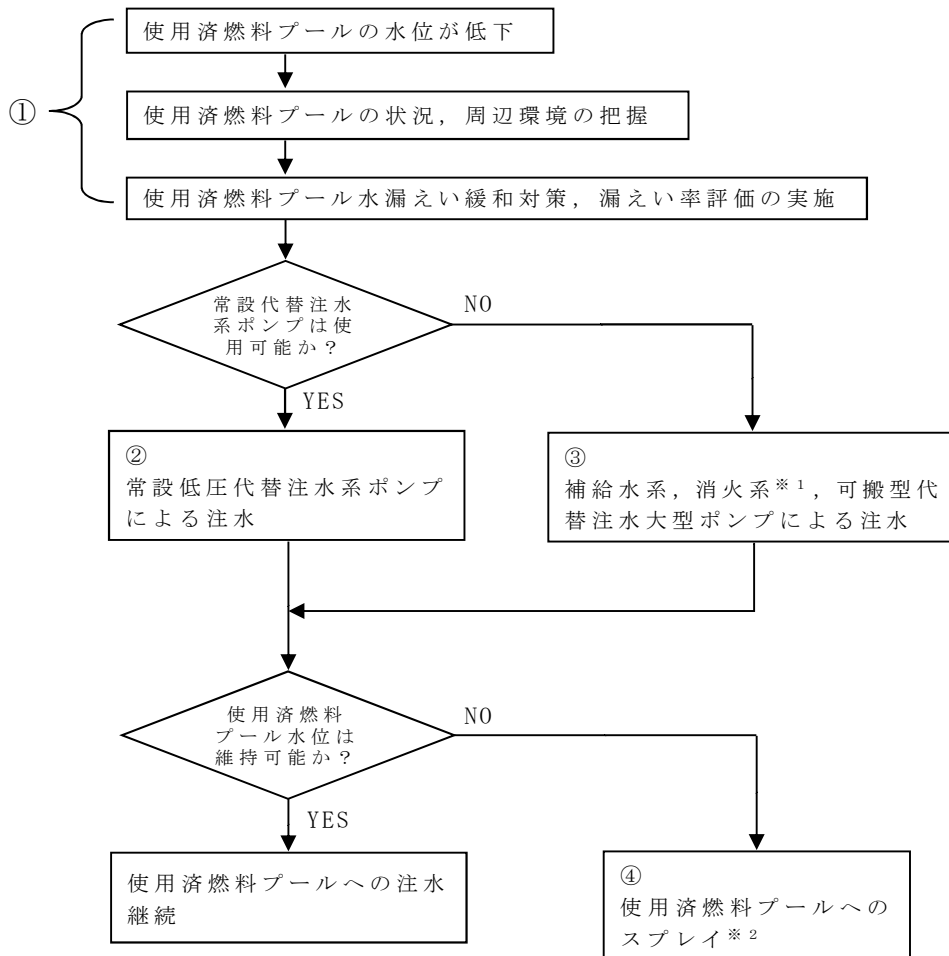 使用済燃料プールの水位が低下
①
使用済燃料プールの状況，周辺環境の把握
使用済燃料プール水漏えい緩和対策，漏えい率評価の実施
常設代替注水
系ポンプは使
用可能か？
NO
YES
②
常設低圧代替注水系ポンプ
による注水
③
補給水系，消火系※1，可搬型代
替注水大型ポンプによる注水
使用済燃料
プール水位は
維持可能か？
NO
YES
使用済燃料プールへの注水
継続
④
使用済燃料プールへの
スプレイ※2